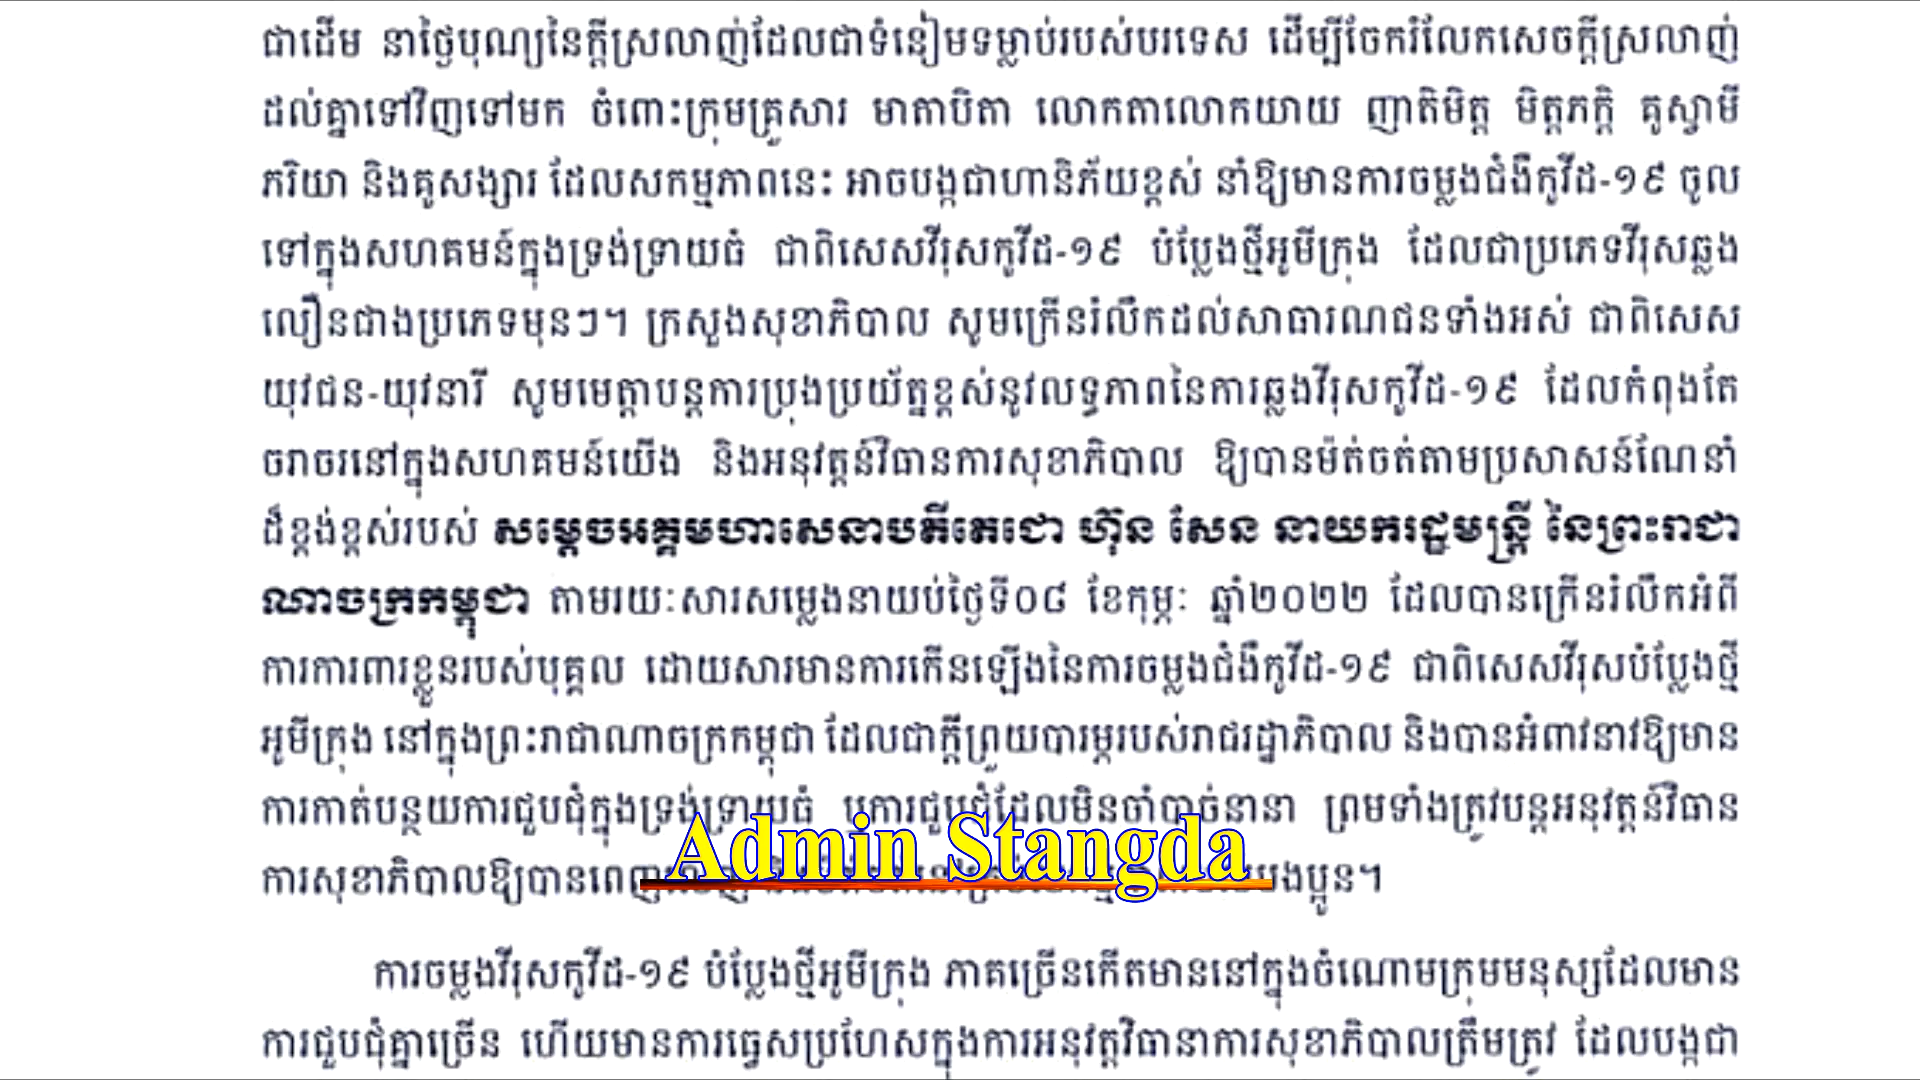 ជាដើម នាថ្ងៃបុណ្យនៃក្តីស្រលាញ់ដែលជាទំនៀមទម្លាប់របស់បរទេស ដើម្បីចែករំលែកសេចក្តីស្រលាញ់
ដល់គ្នាទៅវិញទៅមក ចំពោះក្រុមគ្រួសារ មាតាបិតា លោកតាលោកយាយ ញាតិមិត្ត មិត្តភក្តិ គូស្វាមី
ភរិយា និងគូសង្សារ ដែលសកម្មភាពនេះ អាចបង្កជាហានិភ័យខ្ពស់ នាំឱ្យមានការចម្លងជំងឺកូវីដ-១៩ ចូល
ទៅក្នុងសហគមន៍ក្នុងទ្រង់ទ្រាយធំ ជាពិសេសវីរុសកូវីដ-១៩ បំប្លែងថ្មីអូមីក្រុង ដែលជាប្រភេទវីរុសឆ្លង
លឿនជាងប្រភេទមុនៗ។ ក្រសួងសុខាភិបាល សូមក្រើនរំលឹកដល់សាធារណជនទាំងអស់ ជាពិសេស
យុវជន-យុវនារី សូមមេត្តាបន្តការប្រុងប្រយ័ត្នខ្ពស់នូវលទ្ធភាពនៃការឆ្លងវីរុសកូវីដ-១៩ ដែលកំពុងតែ
ចរាចរនៅក្នុងសហគមន៍យើង និងអនុវត្តន៍វិធានការសុខាភិបាល ឱ្យបានម៉ត់ចត់តាមប្រសាសន៍ណែនាំ
ដ៏ខ្ពង់ខ្ពស់របស់ សម្តេចអគ្គមហាសេនាបតីតេជោ ហ៊ុន សែន នាយករដ្ឋមន្ត្រី នៃព្រះរាជា
ណាចក្រកម្ពុជា តាមរយៈសារសម្លេងនាយប់ថ្ងៃទី០៨ ខែកុម្ភៈ ឆ្នាំ២០២២ ដែលបានក្រើនរំលឹកអំពី
ការការពារខ្លួនរបស់បុគ្គល ដោយសារមានការកើនឡើងនៃការចម្លងជំងឺកូវីដ-១៩ ជាពិសេសវីរុសបំប្លែងថ្មី
អូមីក្រុង នៅក្នុងព្រះរាជាណាចក្រកម្ពុជា ដែលជាក្តីព្រួយបារម្ភរបស់រាជរដ្ឋាភិបាល និងបានអំពាវនាវឱ្យមាន
ការកាត់បន្ថយការជួបជុំក្នុងទ្រង់ទ្រាយធំ ឬការជួបជុំដែលមិនចាំបាច់នានា ព្រមទាំងត្រូវបន្តអនុវត្តន៍វិធាន
Admin Stangda
ការសុខាភិបាលឱ្យបាន បងប្អូន។
ការចម្លងវីរុសកូវីដ-១៩ បំប្លែងថ្មីអូមីក្រុង ភាគច្រើនកើតមាននៅក្នុងចំណោមក្រុមមនុស្សដែលមាន
ការជួបជុំគ្នាច្រើន ហើយមានការធ្វេសប្រហែសក្នុងការអនុវត្តវិធានាការសុខាភិបាលត្រឹមត្រូវ ដែលបង្កជា